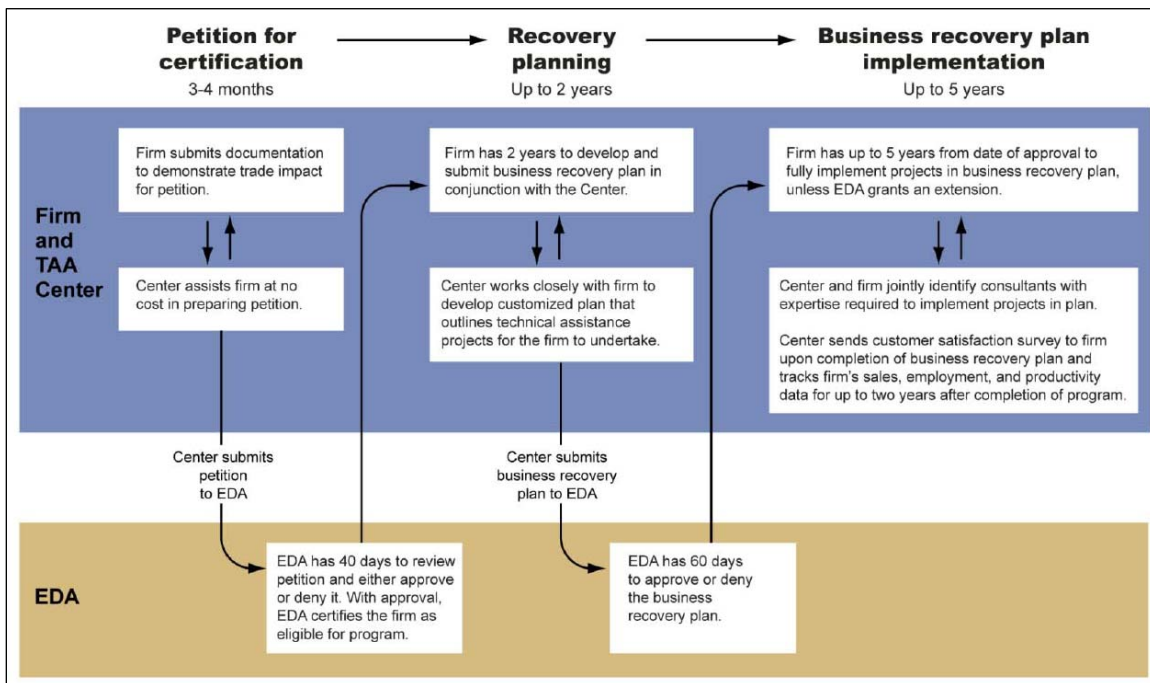 Petition for
certification
3-4 months
Recovery
planning
Up to 2 years
Business recovery plan
implementation
Up to 5 years
Firm
and
TAA
Center
Firm submits documentation
to demonstrate trade impact
for petition.
Center assists firm at no
cost in preparing petition.
Firm has 2 years to develop and
submit business recovery plan in
conjunction with the Center.
Center works closely with firm to
develop customized plan that
outlines technical assistance
projects for the firm to undertake.
Firm has up to 5 years from date of approval to
fully implement projects in business recovery plan,
unless EDA grants an extension.
Center and firm jointly identify consultants with
expertise required to implement projects in plan.
Center sends customer satisfaction survey to firm
upon completion of business recovery plan and
tracks firm's sales, employment, and productivity
data for up to two years after completion of program.
Center submits
petition
to EDA
Center submits
business recovery
plan to EDA
EDA
EDA has 40 days to review
petition and either approve
or deny it. With approval,
EDA certifies the firm as
eligible for program.
EDA has 60 days
to approve or deny
the business
recovery plan.